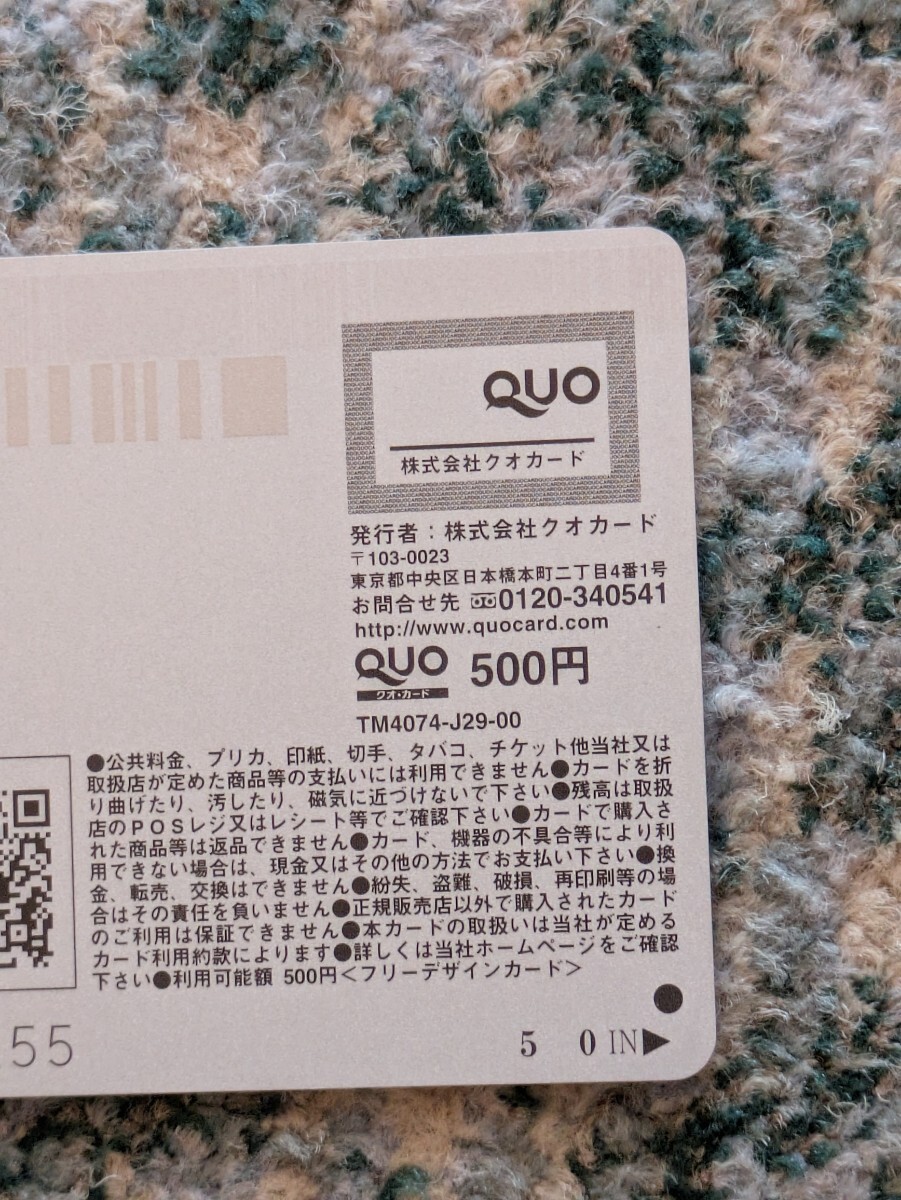 QUO
株式会社クオカード
発行者：株式会社クオカード
〒103-0023
東京都中央区日本橋本町二丁目4番1号
お問合せ先 0120-340541
http://www.quocard.com
QUO 500円
クオ・カード
TM4074-J29-00
●公共料金、プリカ、印紙、切手、タバコ、チケット他当社又は
取扱店が定めた商品等の支払いには利用できません●カードを折
り曲げたり、汚したり、磁気に近づけないで下さい●残高は取扱
店のPOSレジ又はレシート等でご確認下さい●カードで購入さ
れた商品等は返品できません●カード、機器の不具合等により利
用できない場合は、現金又はその他の方法でお支払い下さい●換
金、転売、交換はできません●紛失、盗難、破損、再印刷等の場
合はその責任を負いません●正規販売店以外で購入されたカード
のご利用は保証できません●本カードの取扱いは当社が定める
カード利用約款によります●詳しくは当社ホームページをご確認
下さい●利用可能額 500円＜フリーデザインカード＞
55
5 0 IN▶